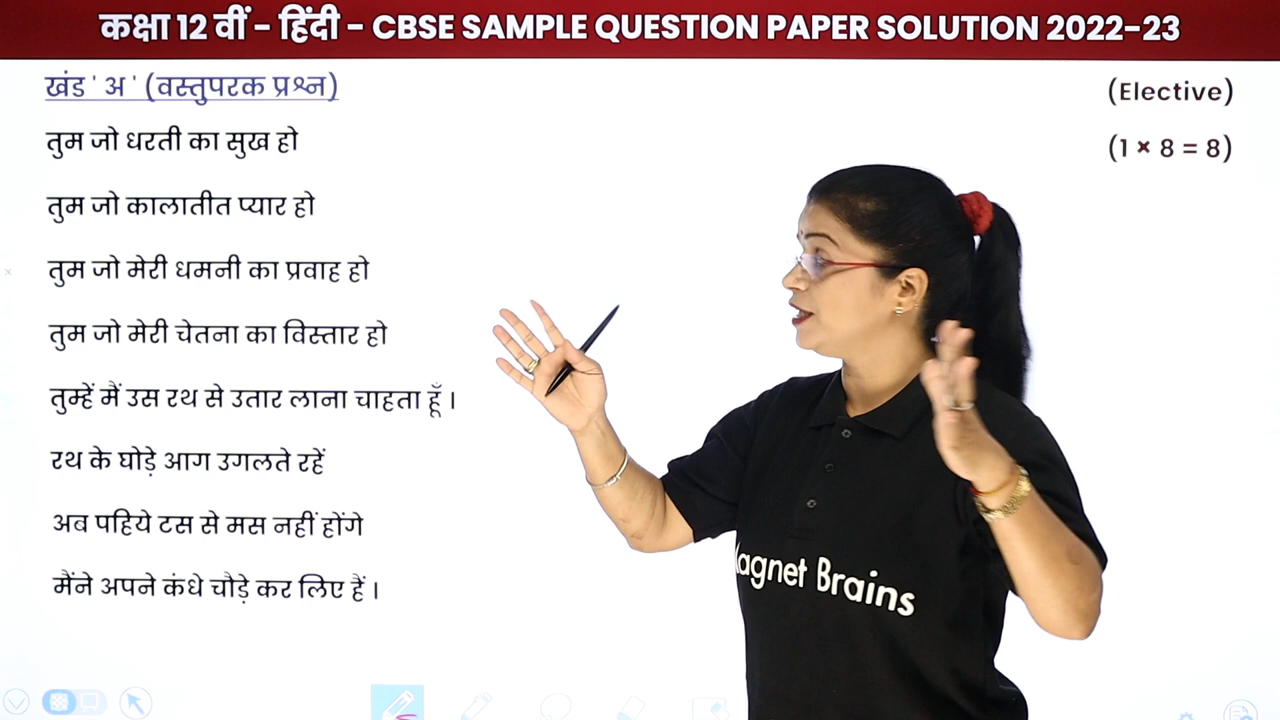 कक्षा 12 वीं - हिंदी - CBSE SAMPLE QUESTION PAPER SOLUTION 2022-23
खंड ' अ ' (वस्तुपरक प्रश्न)
(Elective)
तुम जो धरती का सुख हो
(1 × 8 = 8)
तुम जो कालातीत प्यार हो
तुम जो मेरी धमनी का प्रवाह हो
तुम जो मेरी चेतना का विस्तार हो
तुम्हें मैं उस रथ से उतार लाना चाहता हूँ ।
रथ के घोड़े आग उगलते रहें
अब पहिये टस से मस नहीं होंगे
मैंने अपने कंधे चौड़े कर लिए हैं ।
Brains